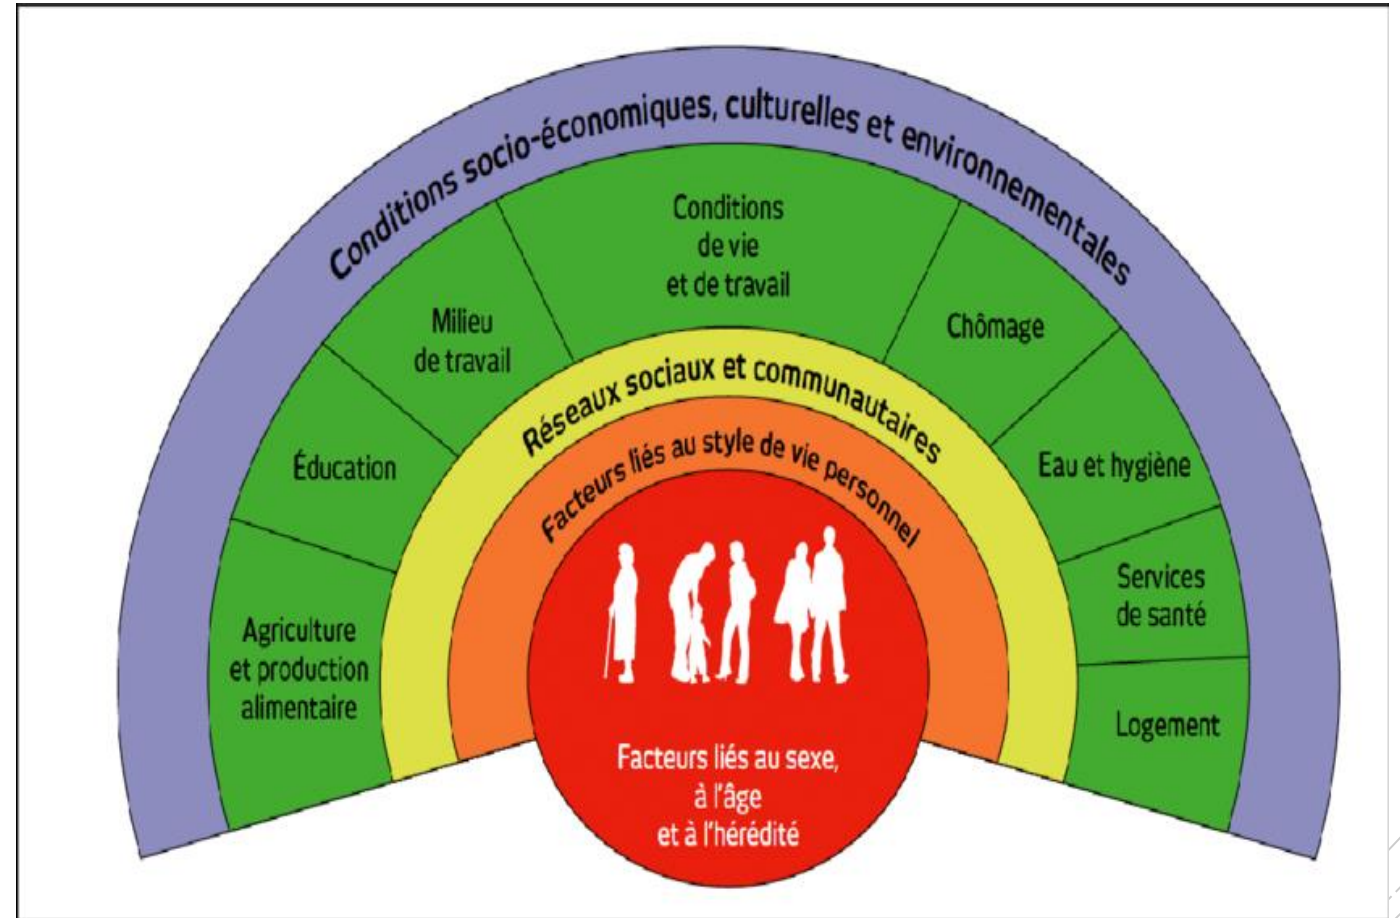 Conditions socio-économiques, culturelles et environnementales
Conditions
de vie
et de travail
Milieu
de travail
Chômage
Éducation
Eau et hygiène
Agriculture
et production
alimentaire
Services
de santé
Logement
Réseaux sociaux et communautaires
Facteurs liés au style de vie personnel
Facteurs liés au sexe,
à l'âge
et à l'hérédité